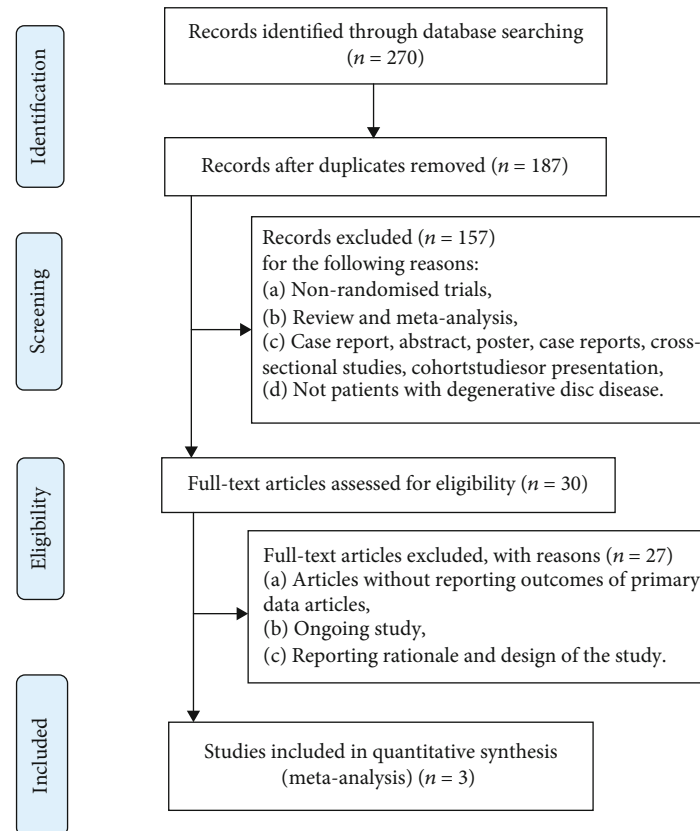 Identification
Records identified through database searching
(n = 270)
Records after duplicates removed (n = 187)
Screening
Records excluded (n = 157)
for the following reasons:
(a) Non-randomised trials,
(b) Review and meta-analysis,
(c) Case report, abstract, poster, case reports, cross-
sectional studies, cohortstudiesor presentation,
(d) Not patients with degenerative disc disease.
Eligibility
Full-text articles assessed for eligibility (n = 30)
Full-text articles excluded, with reasons (n = 27)
(a) Articles without reporting outcomes of primary
data articles,
(b) Ongoing study,
(c) Reporting rationale and design of the study.
Included
Studies included in quantitative synthesis
(meta-analysis) (n = 3)